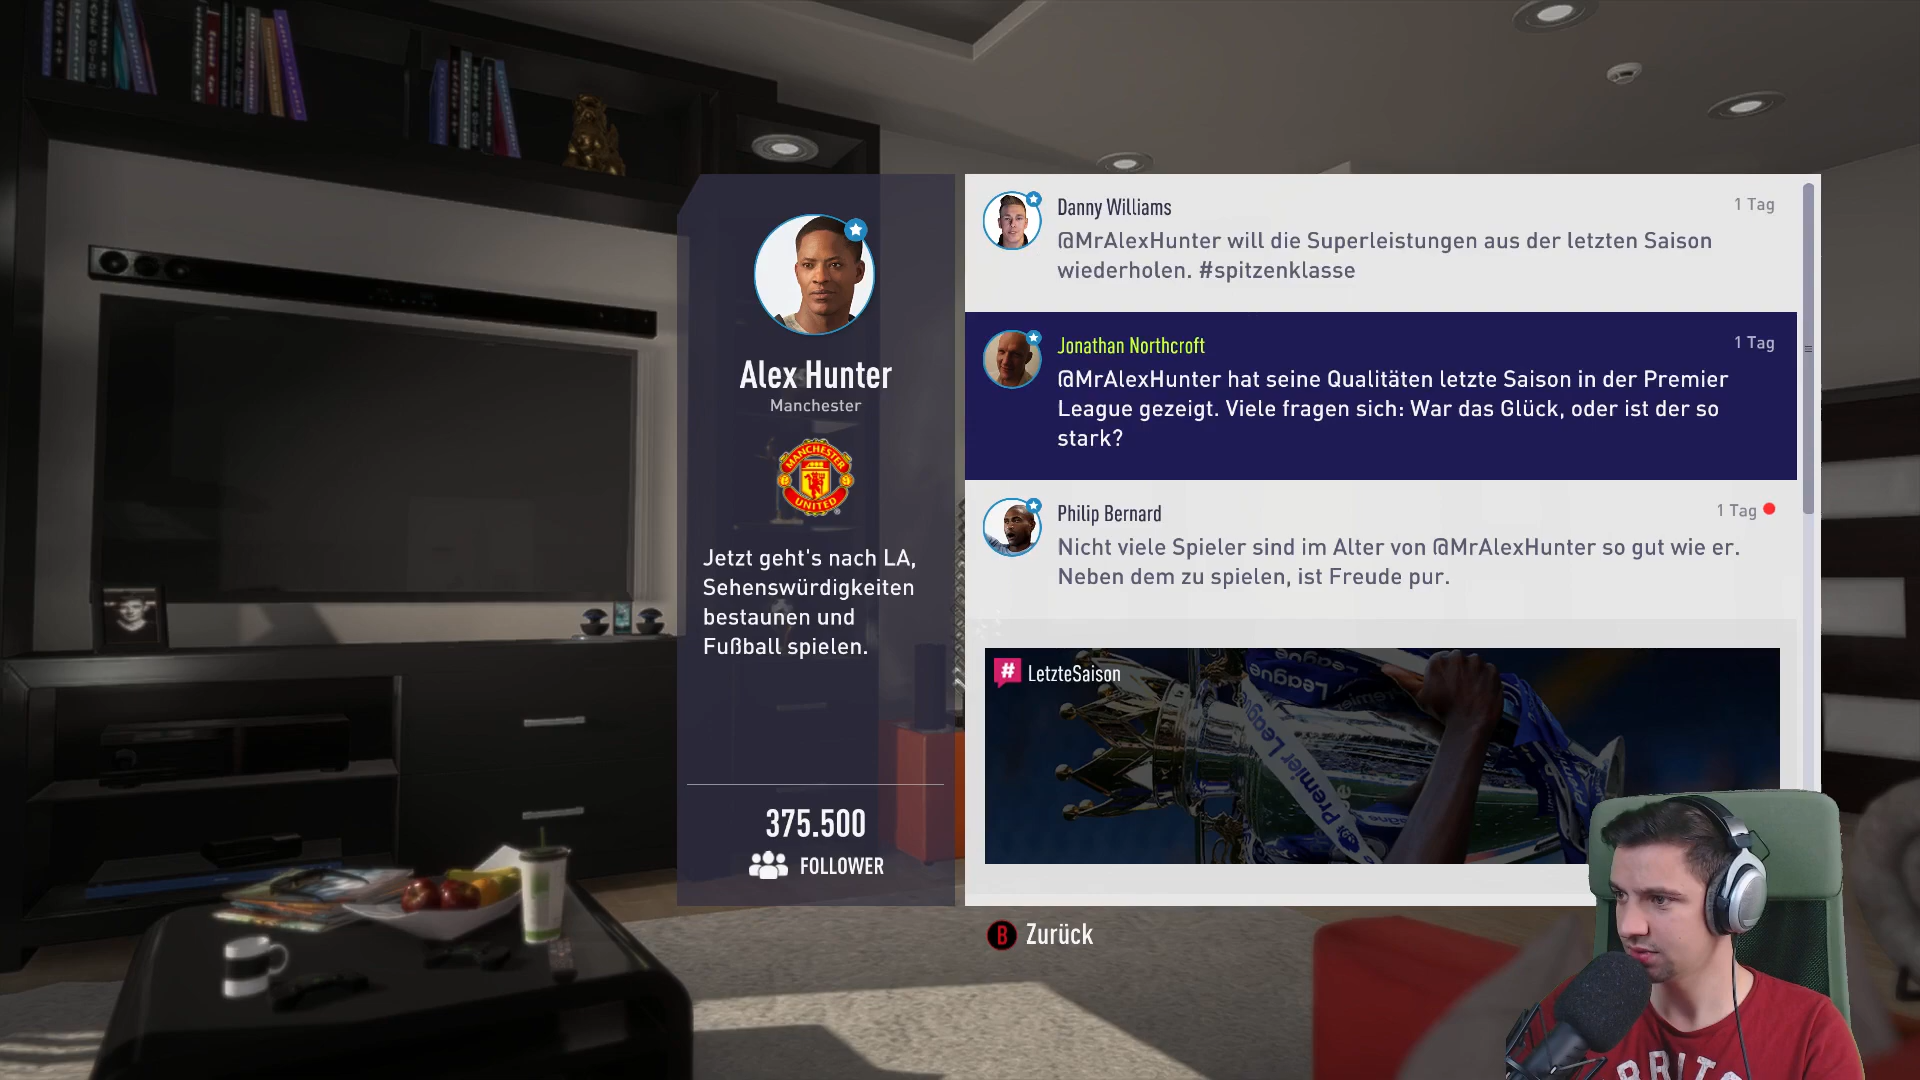 Alex Hunter
Manchester
MANCHESTER
UNITED
Jetzt geht's nach LA,
Sehenswürdigkeiten
bestaunen und
Fußball spielen.
375.500
FOLLOWER
Danny Williams
1 Tag
@MrAlexHunter will die Superleistungen aus der letzten Saison
wiederholen. #spitzenklasse
Jonathan Northcroft
1 Tag
@MrAlexHunter hat seine Qualitäten letzte Saison in der Premier
League gezeigt. Viele fragen sich: War das Glück, oder ist der so
stark?
Philip Bernard
1 Tag
Nicht viele Spieler sind im Alter von @MrAlexHunter so gut wie er.
Neben dem zu spielen, ist Freude pur.
# LetzteSaison
Premier League
B Zurück